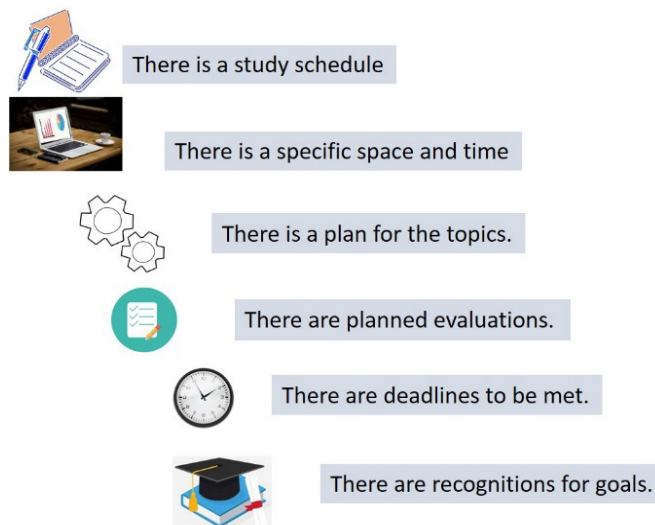 There is a study schedule
There is a specific space and time
There is a plan for the topics.
There are planned evaluations.
There are deadlines to be met.
There are recognitions for goals.